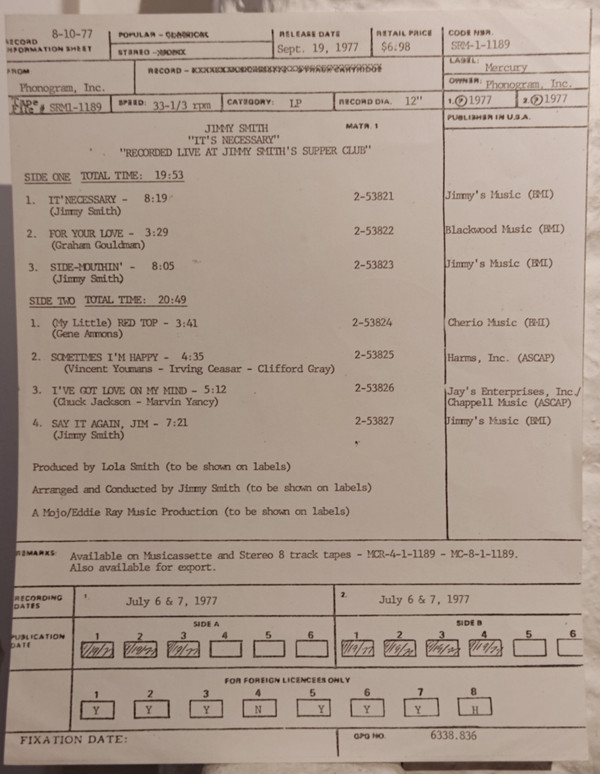 8-10-77
RECORD INFORMATION SHEET
POPULAR - CLASSICAL
STEREO - MONO
RELEASE DATE
Sept. 19, 1977
RETAIL PRICE
$6.98
CODE NBR.
SRM-1-1189
FROM
Phonogram, Inc.
RECORD -
LABEL: Mercury
OWNER: Phonogram, Inc.
Tape
File # SRM1-1189
SPEED: 33-1/3 rpm
CATEGORY: LP
RECORD DIA. 12"
1. Ⓟ 1977
2. Ⓟ 1977
JIMMY SMITH
MATR. 1
PUBLISHER IN U.S.A.
"IT'S NECESSARY"
"RECORDED LIVE AT JIMMY SMITH'S SUPPER CLUB"
SIDE ONE TOTAL TIME: 19:53
1. IT'NECESSARY - 8:19 2-53821 Jimmy's Music (BMI)
(Jimmy Smith)
2. FOR YOUR LOVE - 3:29 2-53822 Blackwood Music (BMI)
(Graham Gouldman)
3. SIDE-MOUTHIN' - 8:05 2-53823 Jimmy's Music (BMI)
(Jimmy Smith)
SIDE TWO TOTAL TIME: 20:49
1. (My Little) RED TOP - 3:41 2-53824 Cherio Music (BMI)
(Gene Ammons)
2. SOMETIMES I'M HAPPY - 4:35 2-53825 Harms, Inc. (ASCAP)
(Vincent Youmans - Irving Ceasar - Clifford Gray)
3. I'VE GOT LOVE ON MY MIND - 5:12 2-53826 Jay's Enterprises, Inc./
(Chuck Jackson - Marvin Yancy) Chappell Music (ASCAP)
4. SAY IT AGAIN, JIM - 7:21 2-53827 Jimmy's Music (BMI)
(Jimmy Smith)
Produced by Lola Smith (to be shown on labels)
Arranged and Conducted by Jimmy Smith (to be shown on labels)
A Mojo/Eddie Ray Music Production (to be shown on labels)
REMARKS: Available on Musicassette and Stereo 8 track tapes - MCR-4-1-1189 - MC-8-1-1189.
Also available for export.
RECORDING DATES
1. July 6 & 7, 1977
2. July 6 & 7, 1977
PUBLICATION DATE
SIDE A
1 2 3 4 5 6
SIDE B
1 2 3 4 5 6
FOR FOREIGN LICENCEES ONLY
1 2 3 4 5 6 7 8
Y Y Y N Y Y Y H
FIXATION DATE:
GPG NO. 6338.836